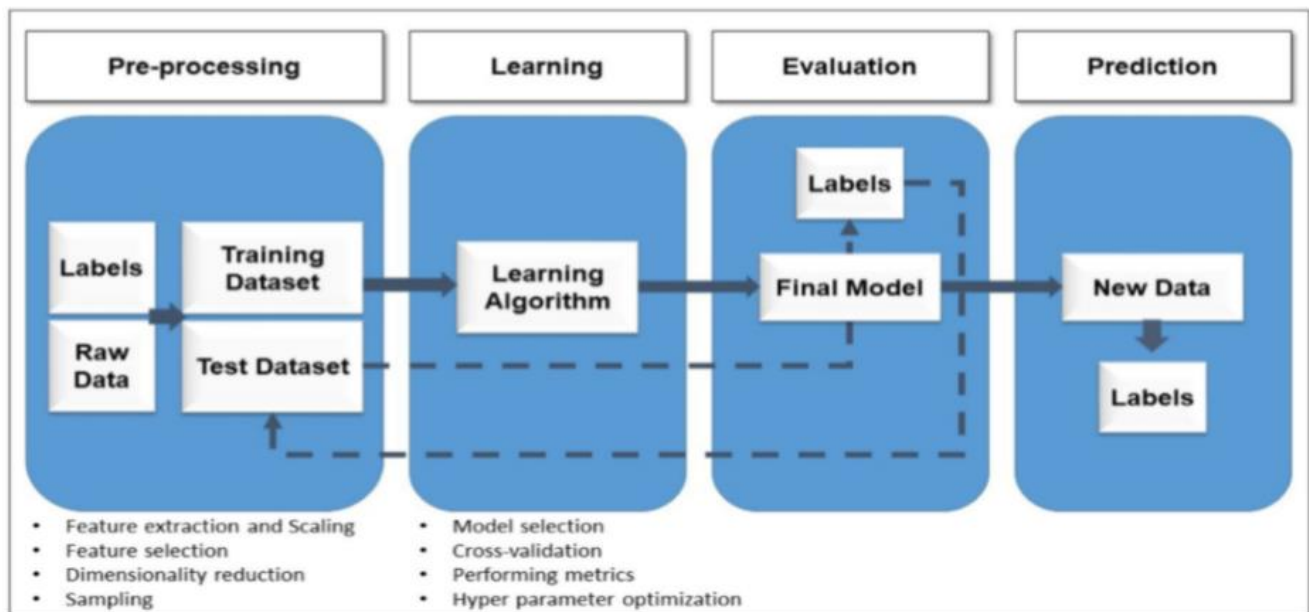 Pre-processing
Learning
Evaluation
Prediction
Labels
Raw
Data
Training
Dataset
Test Dataset
Learning
Algorithm
Labels
Final Model
New Data
Labels
• Feature extraction and Scaling
• Feature selection
• Dimensionality reduction
• Sampling
• Model selection
• Cross-validation
• Performing metrics
• Hyper parameter optimization